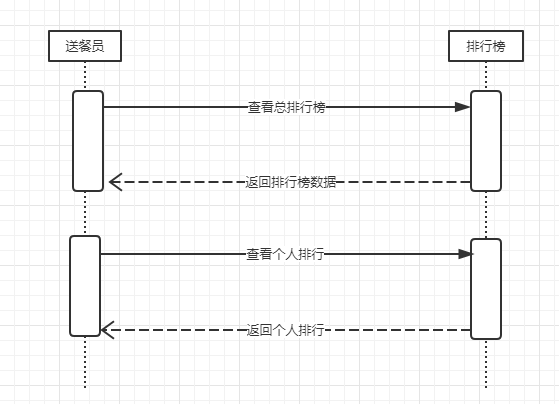 送餐员
排行榜
查看总排行榜
返回排行榜数据
查看个人排行
返回个人排行